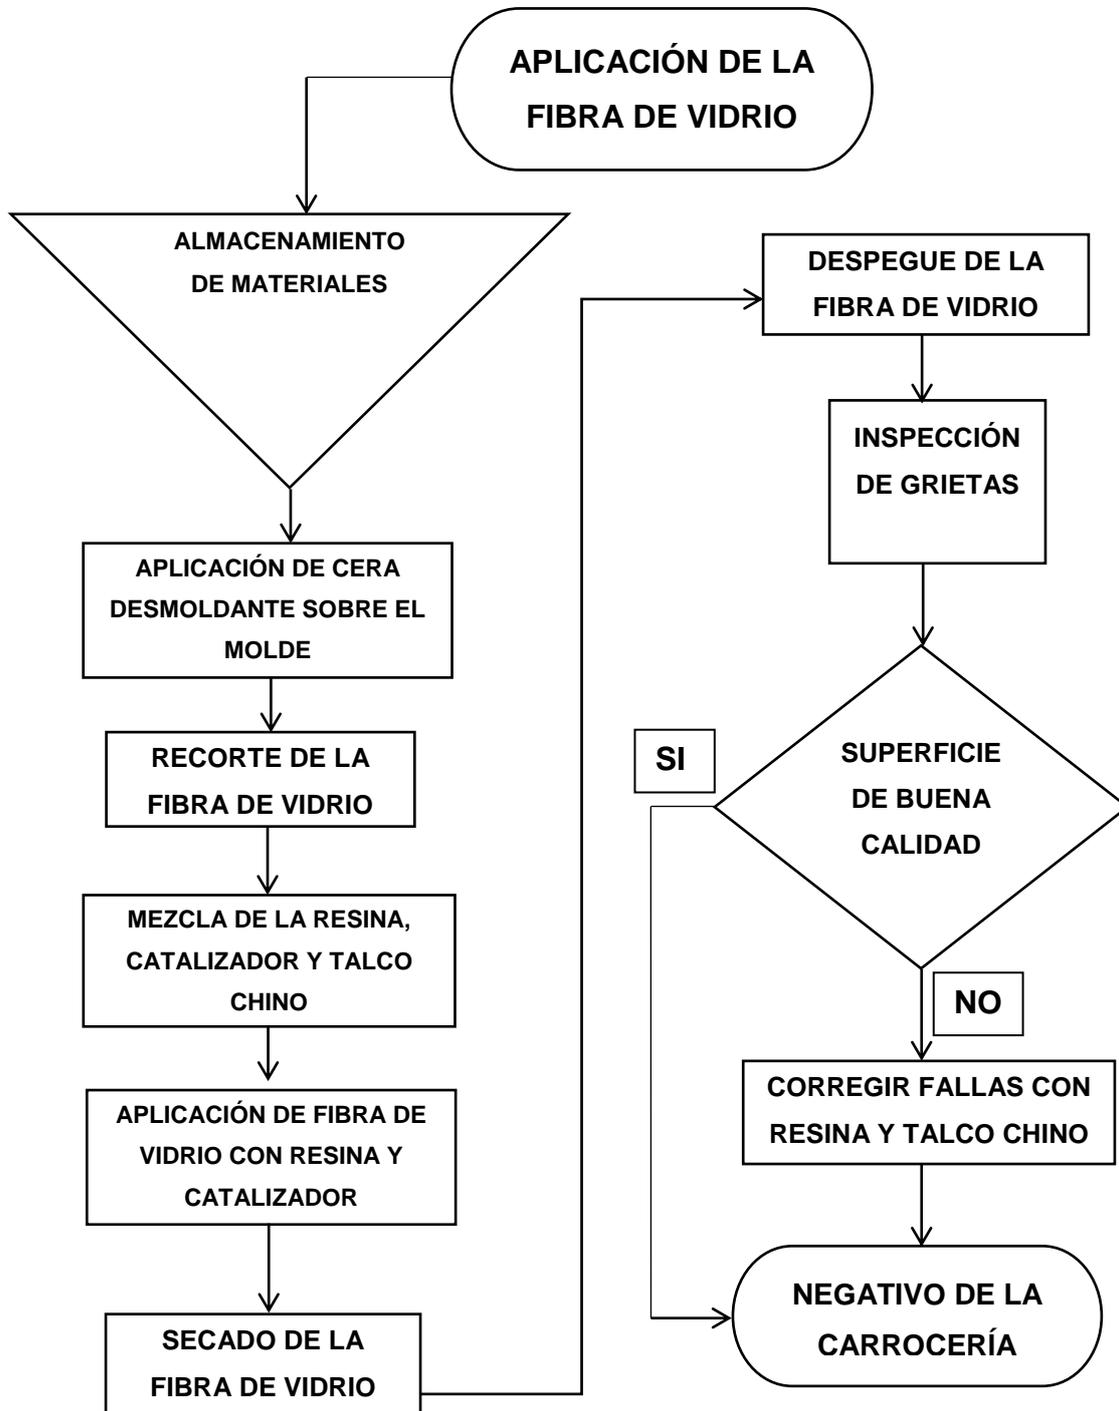 APLICACIÓN DE LA
FIBRA DE VIDRIO
ALMACENAMIENTO
DE MATERIALES
APLICACIÓN DE CERA
DESMOLDANTE SOBRE EL
MOLDE
RECORTE DE LA
FIBRA DE VIDRIO
MEZCLA DE LA RESINA,
CATALIZADOR Y TALCO
CHINO
APLICACIÓN DE FIBRA DE
VIDRIO CON RESINA Y
CATALIZADOR
SECADO DE LA
FIBRA DE VIDRIO
DESPEGUE DE LA
FIBRA DE VIDRIO
INSPECCIÓN
DE GRIETAS
SUPERFICIE
DE BUENA
CALIDAD
SI
NO
CORREGIR FALLAS CON
RESINA Y TALCO CHINO
NEGATIVO DE LA
CARROCERÍA